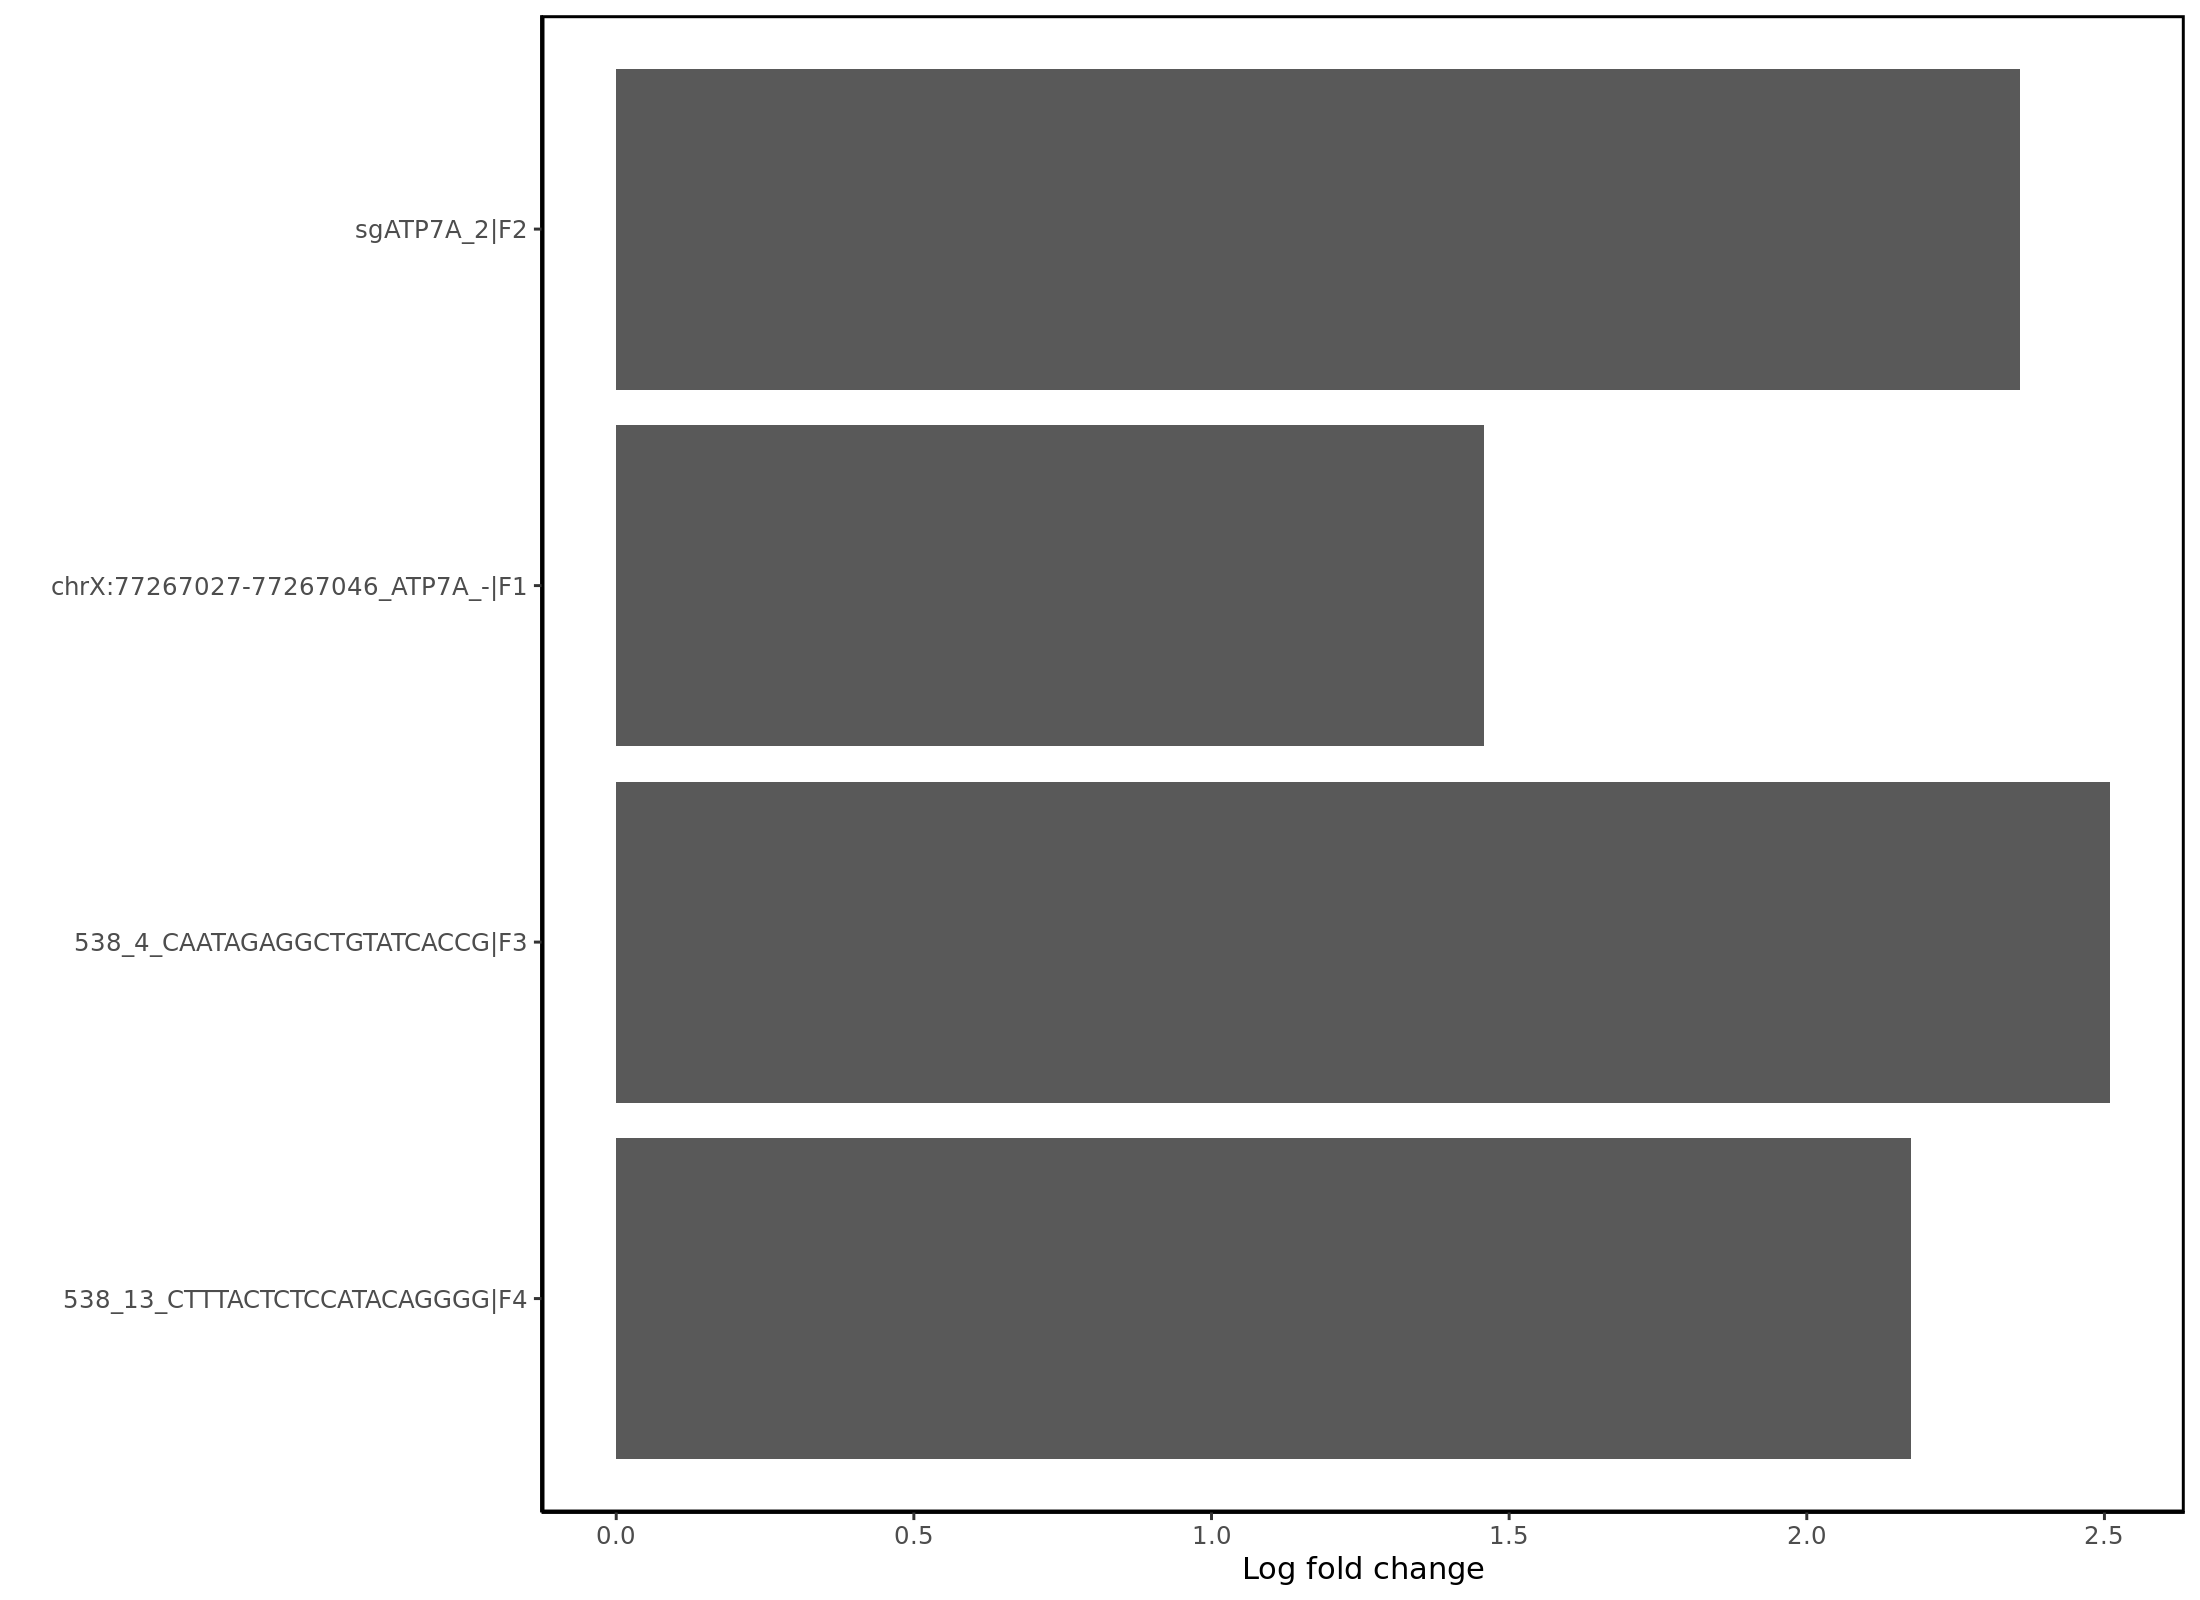 sgATP7A_2|F2
chrX:77267027-77267046_ATP7A_-|F1
538_4_CAATAGAGGCTGTATCACCG|F3
538_13_CTTTACTCTCCATACAGGGG|F4
0.0 0.5 1.0 1.5 2.0 2.5
Log fold change